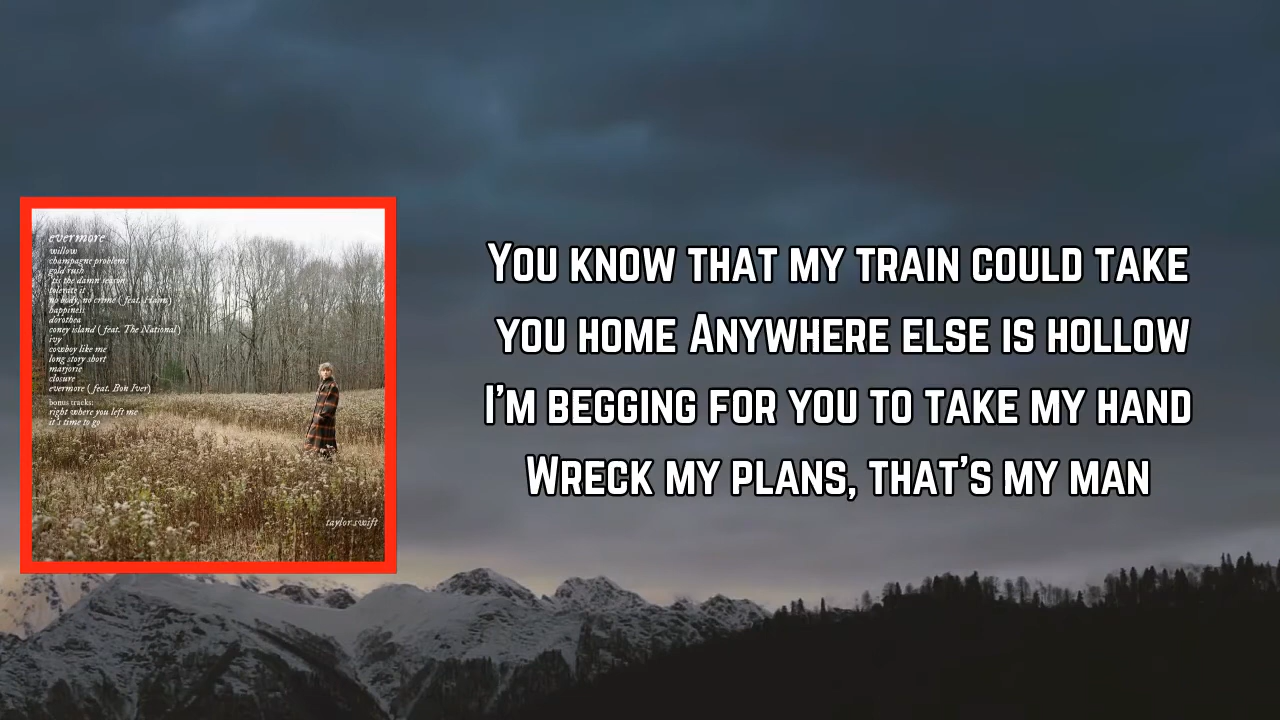 evermore
willow
champagne problems
gold rush
'tis the damn season
tolerate it
no body, no crime ( feat. Haim)
happiness
dorothea
coney island ( feat. The National)
ivy
cowboy like me
long story short
marjorie
closure
evermore ( feat. Bon Iver)
bonus tracks:
right where you left me
it's time to go
taylor swift
You know that my train could take
you home Anywhere else is hollow
I'm begging for you to take my hand
Wreck my plans, that's my man